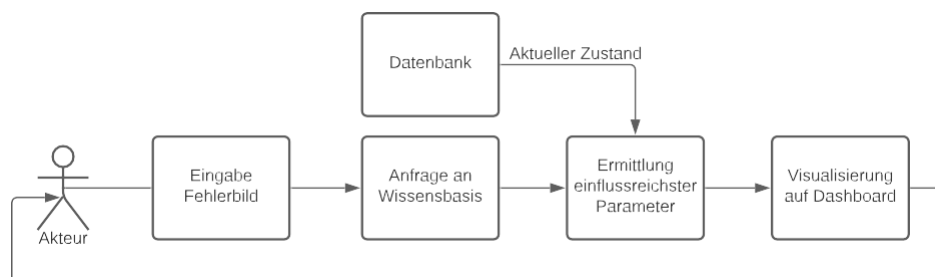 Datenbank
Aktueller Zustand
Akteur
Eingabe
Fehlerbild
Anfrage an
Wissensbasis
Ermittlung
einflussreichster
Parameter
Visualisierung
auf Dashboard